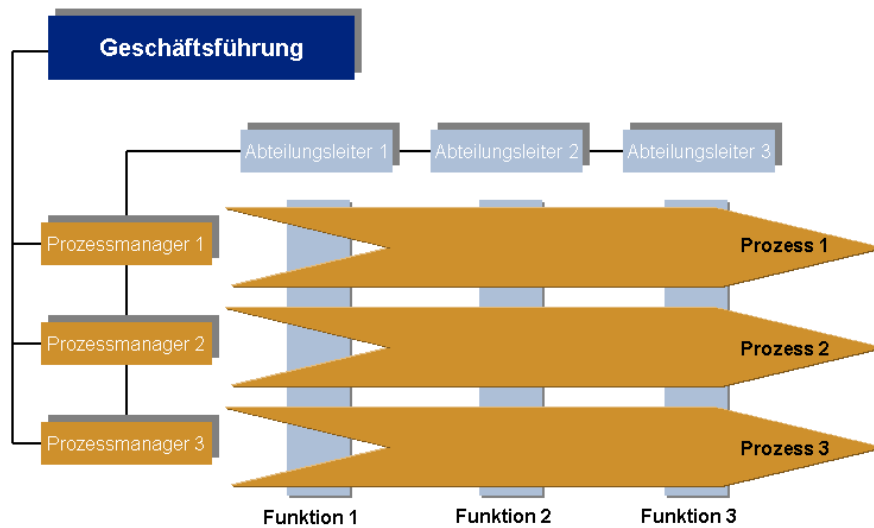 Geschäftsführung
Abteilungsleiter 1
Abteilungsleiter 2
Abteilungsleiter 3
Prozessmanager 1
Prozess 1
Prozessmanager 2
Prozess 2
Prozessmanager 3
Prozess 3
Funktion 1
Funktion 2
Funktion 3